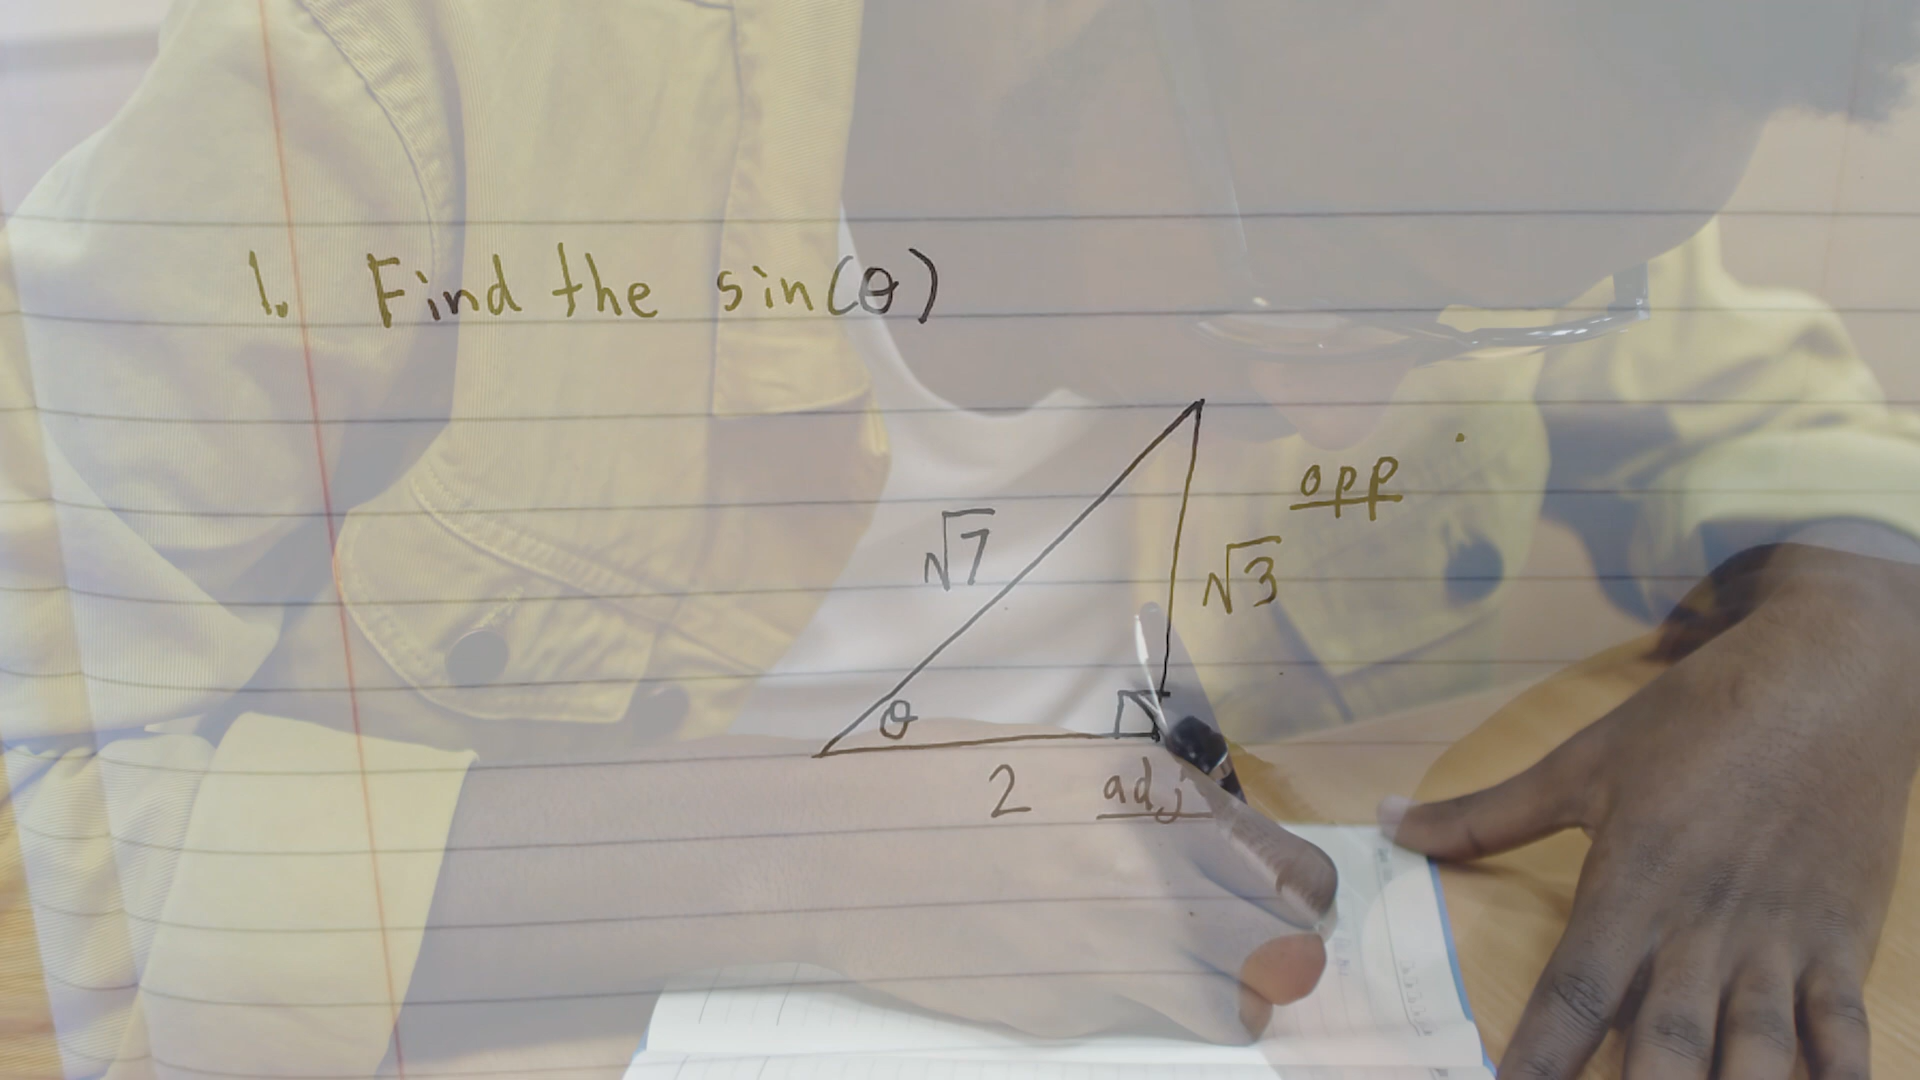 1. Find the sin(θ)
opp
√7
√3
θ
2 adj